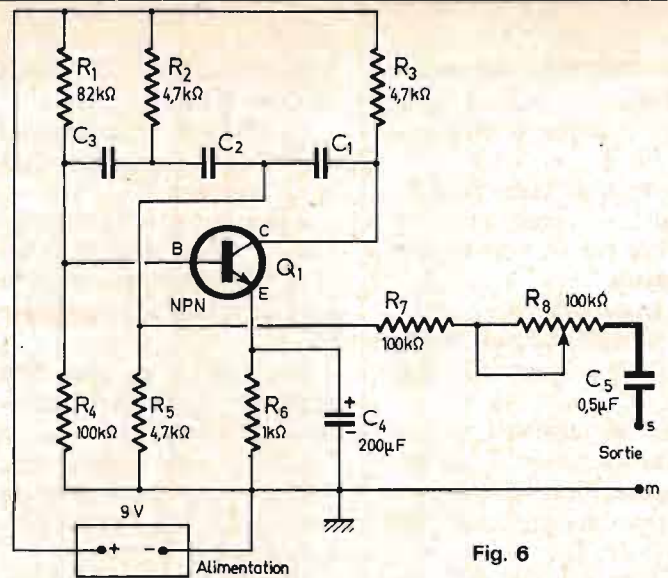 R1
82kΩ
R2
4,7kΩ
R3
4,7kΩ
C3
C2
C1
B
C
E
Q1
NPN
R7
100kΩ
R8
100kΩ
C5
0,5µF
s
Sortie
m
R4
100kΩ
R5
4,7kΩ
R6
1kΩ
+
-
C4
200µF
9 V
+
-
Alimentation
Fig. 6